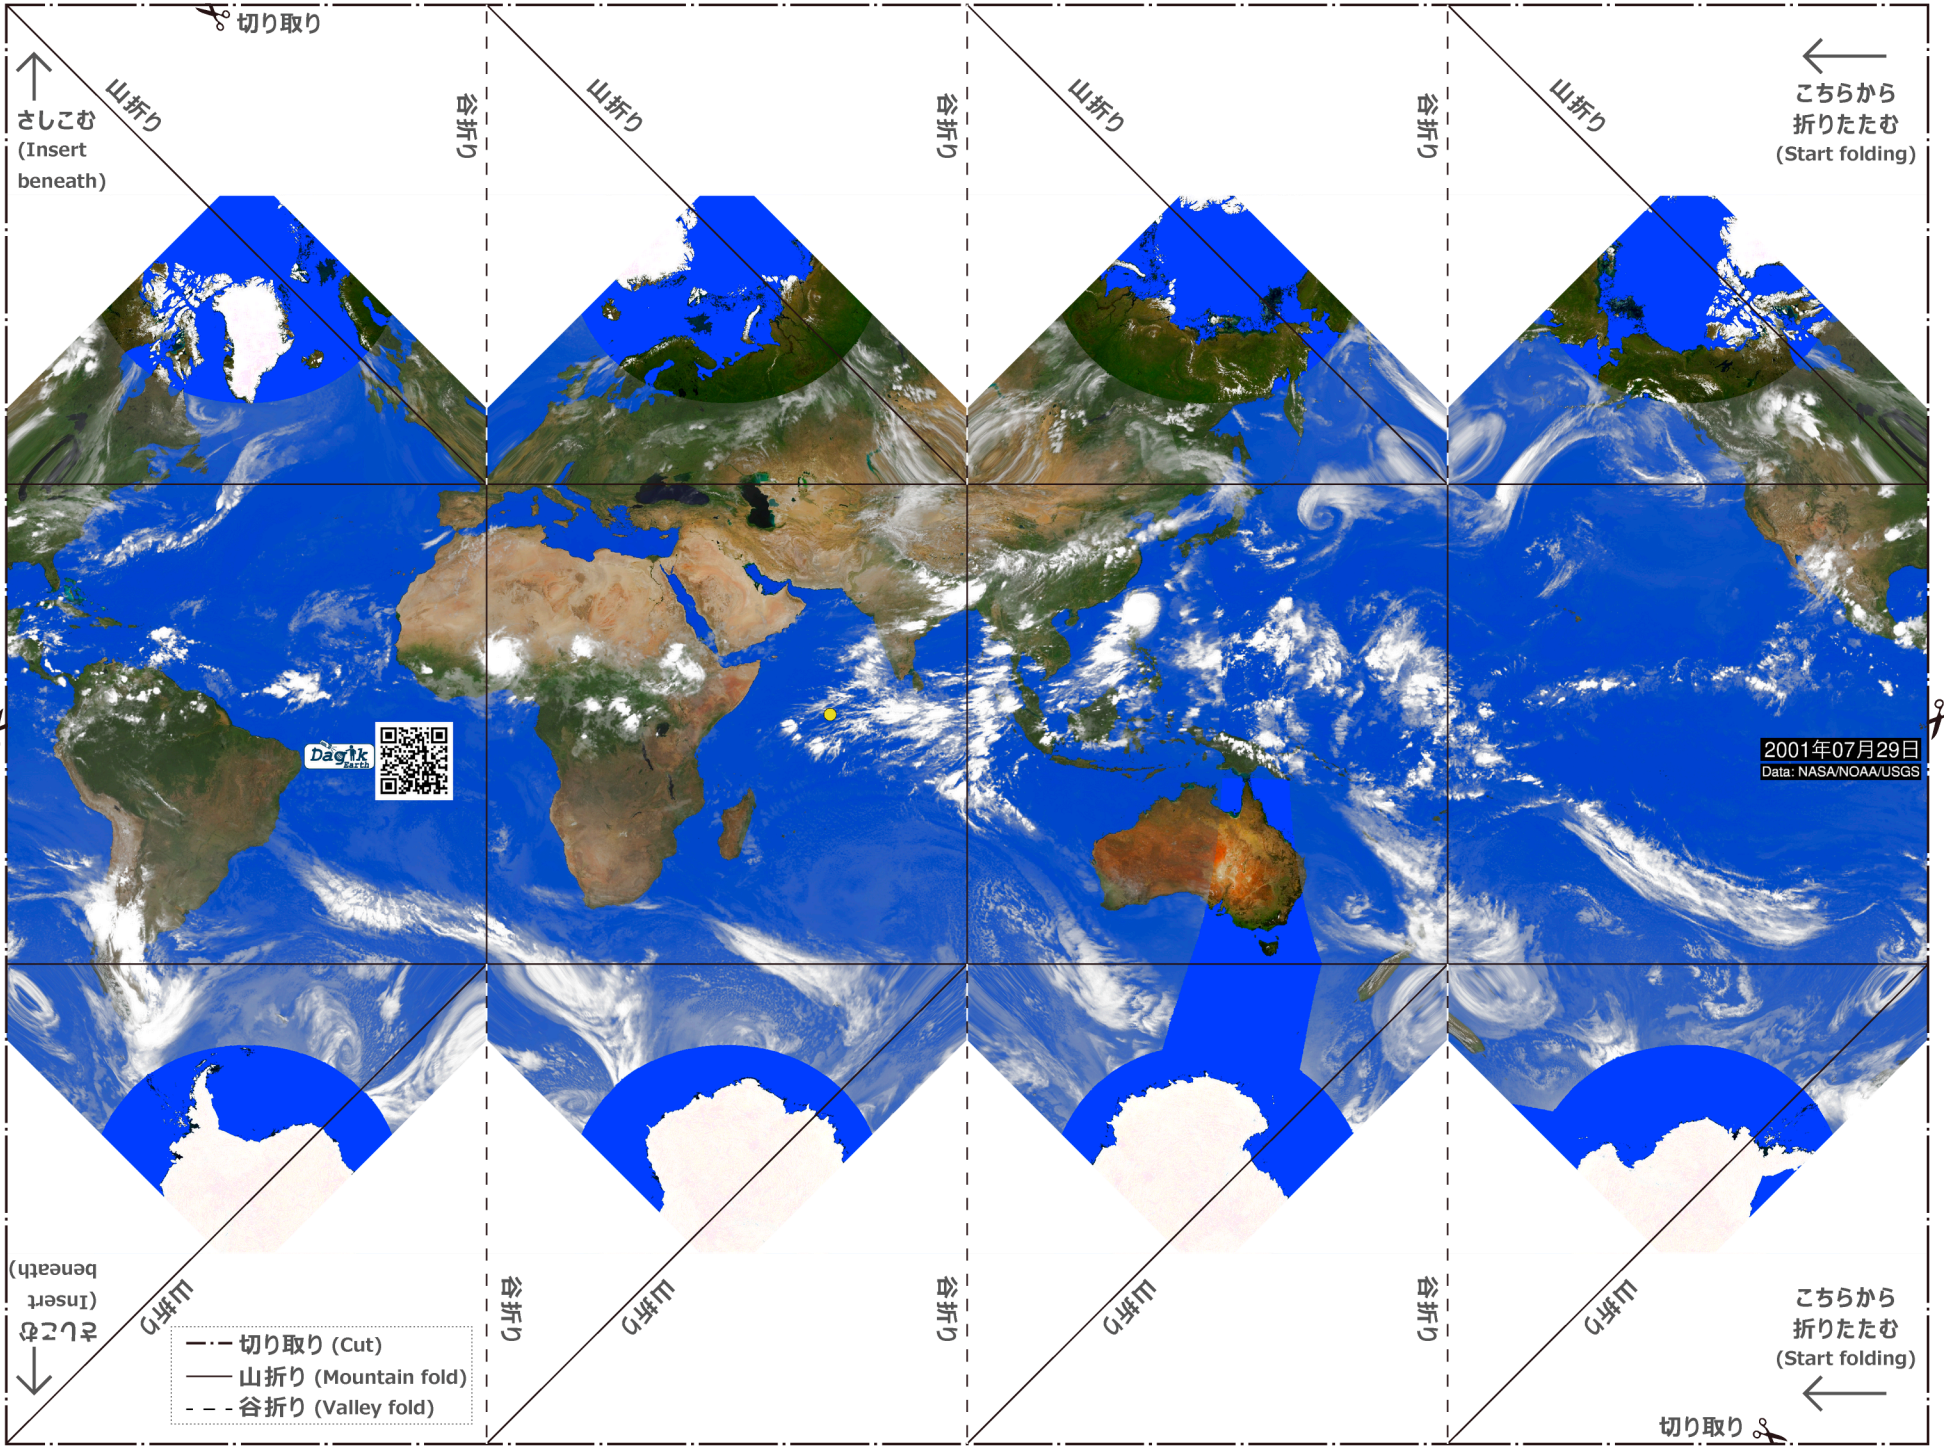 切り取り
山折り
谷折り
山折り
谷折り
山折り
谷折り
山折り
こちらから
折りたたむ
(Start folding)
さしこむ
(Insert
beneath)
Dagik
Earth
2001年07月29日
Data: NASA/NOAA/USGS
さしこむ
(Insert
beneath)
山折り
谷折り
山折り
谷折り
山折り
谷折り
山折り
こちらから
折りたたむ
(Start folding)
切り取り (Cut)
山折り (Mountain fold)
谷折り (Valley fold)
切り取り